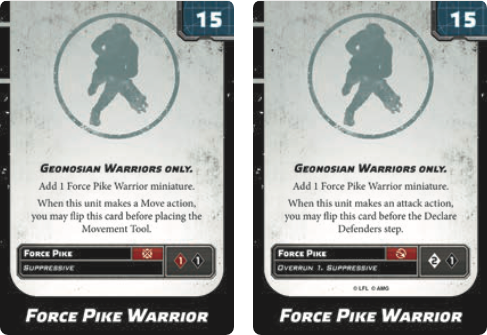 15
GEONOSIAN WARRIORS ONLY.
Add 1 Force Pike Warrior miniature.
When this unit makes a Move action,
you may flip this card before placing the
Movement Tool.
FORCE PIKE
SUPPRESSIVE
1 1
FORCE PIKE WARRIOR
15
GEONOSIAN WARRIORS ONLY.
Add 1 Force Pike Warrior miniature.
When this unit makes an attack action,
you may flip this card before the Declare
Defenders step.
FORCE PIKE
OVERRUN 1, SUPPRESSIVE
2 1
© LFL © AMG
FORCE PIKE WARRIOR